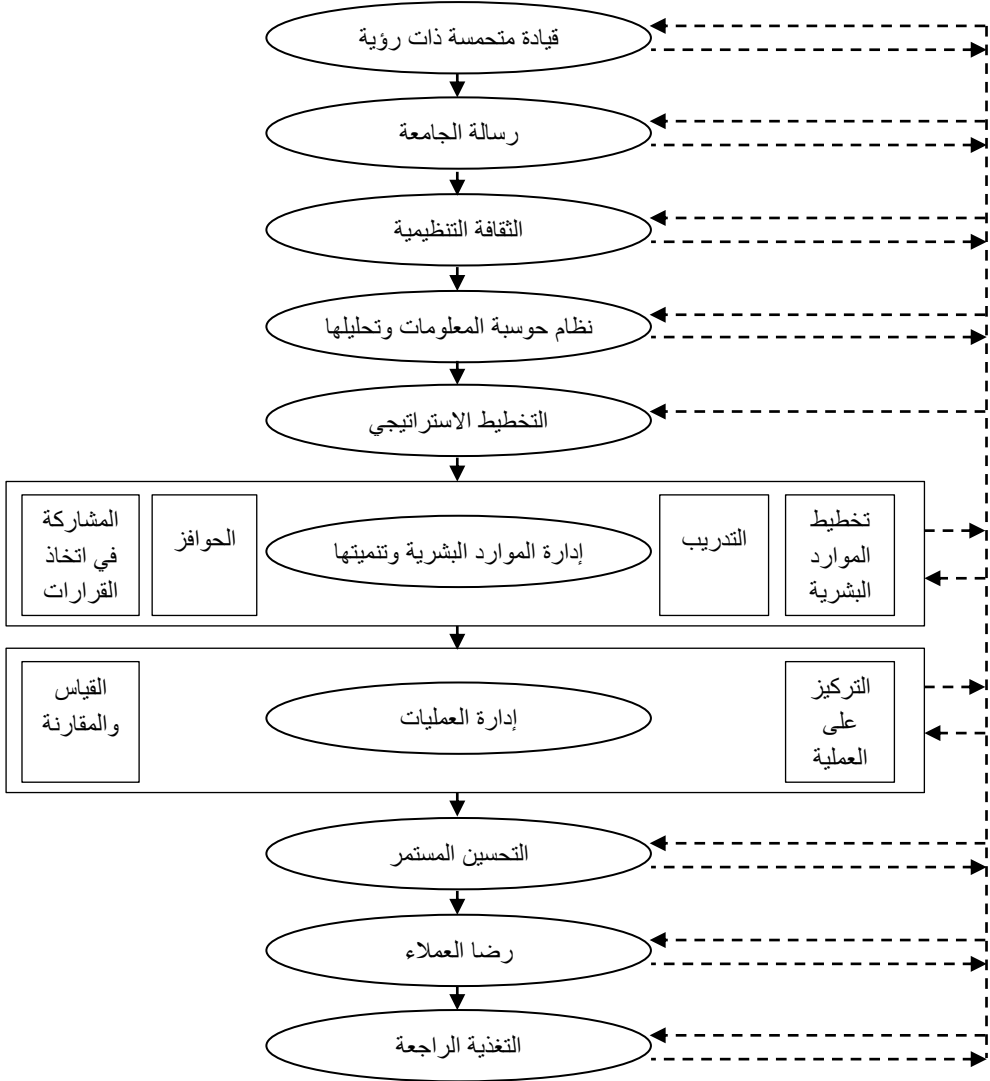 قيادة متحمسة ذات رؤية
رسالة الجامعة
الثقافة التنظيمية
نظام حوسبة المعلومات وتحليلها
التخطيط الاستراتيجي
تخطيط
الموارد
البشرية
التدريب
إدارة الموارد البشرية وتنميتها
الحوافز
المشاركة
في اتخاذ
القرارات
التركيز
على
العملية
إدارة العمليات
القياس
والمقارنة
التحسين المستمر
رضا العملاء
التغذية الراجعة